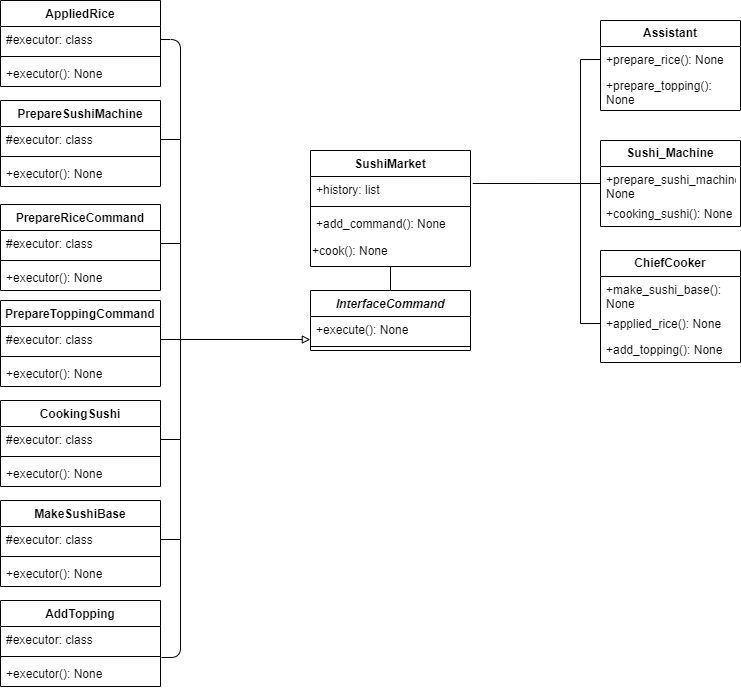 AppliedRice
#executor: class
+executor(): None
PrepareSushiMachine
#executor: class
+executor(): None
PrepareRiceCommand
#executor: class
+executor(): None
PrepareToppingCommand
#executor: class
+executor(): None
CookingSushi
#executor: class
+executor(): None
MakeSushiBase
#executor: class
+executor(): None
AddTopping
#executor: class
+executor(): None
SushiMarket
+history: list
+add_command(): None
+cook(): None
InterfaceCommand
+execute(): None
Assistant
+prepare_rice(): None
+prepare_topping():
None
Sushi_Machine
+prepare_sushi_machin
None
+cooking_sushi(): None
ChiefCooker
+make_sushi_base():
None
+applied_rice(): None
+add_topping(): None